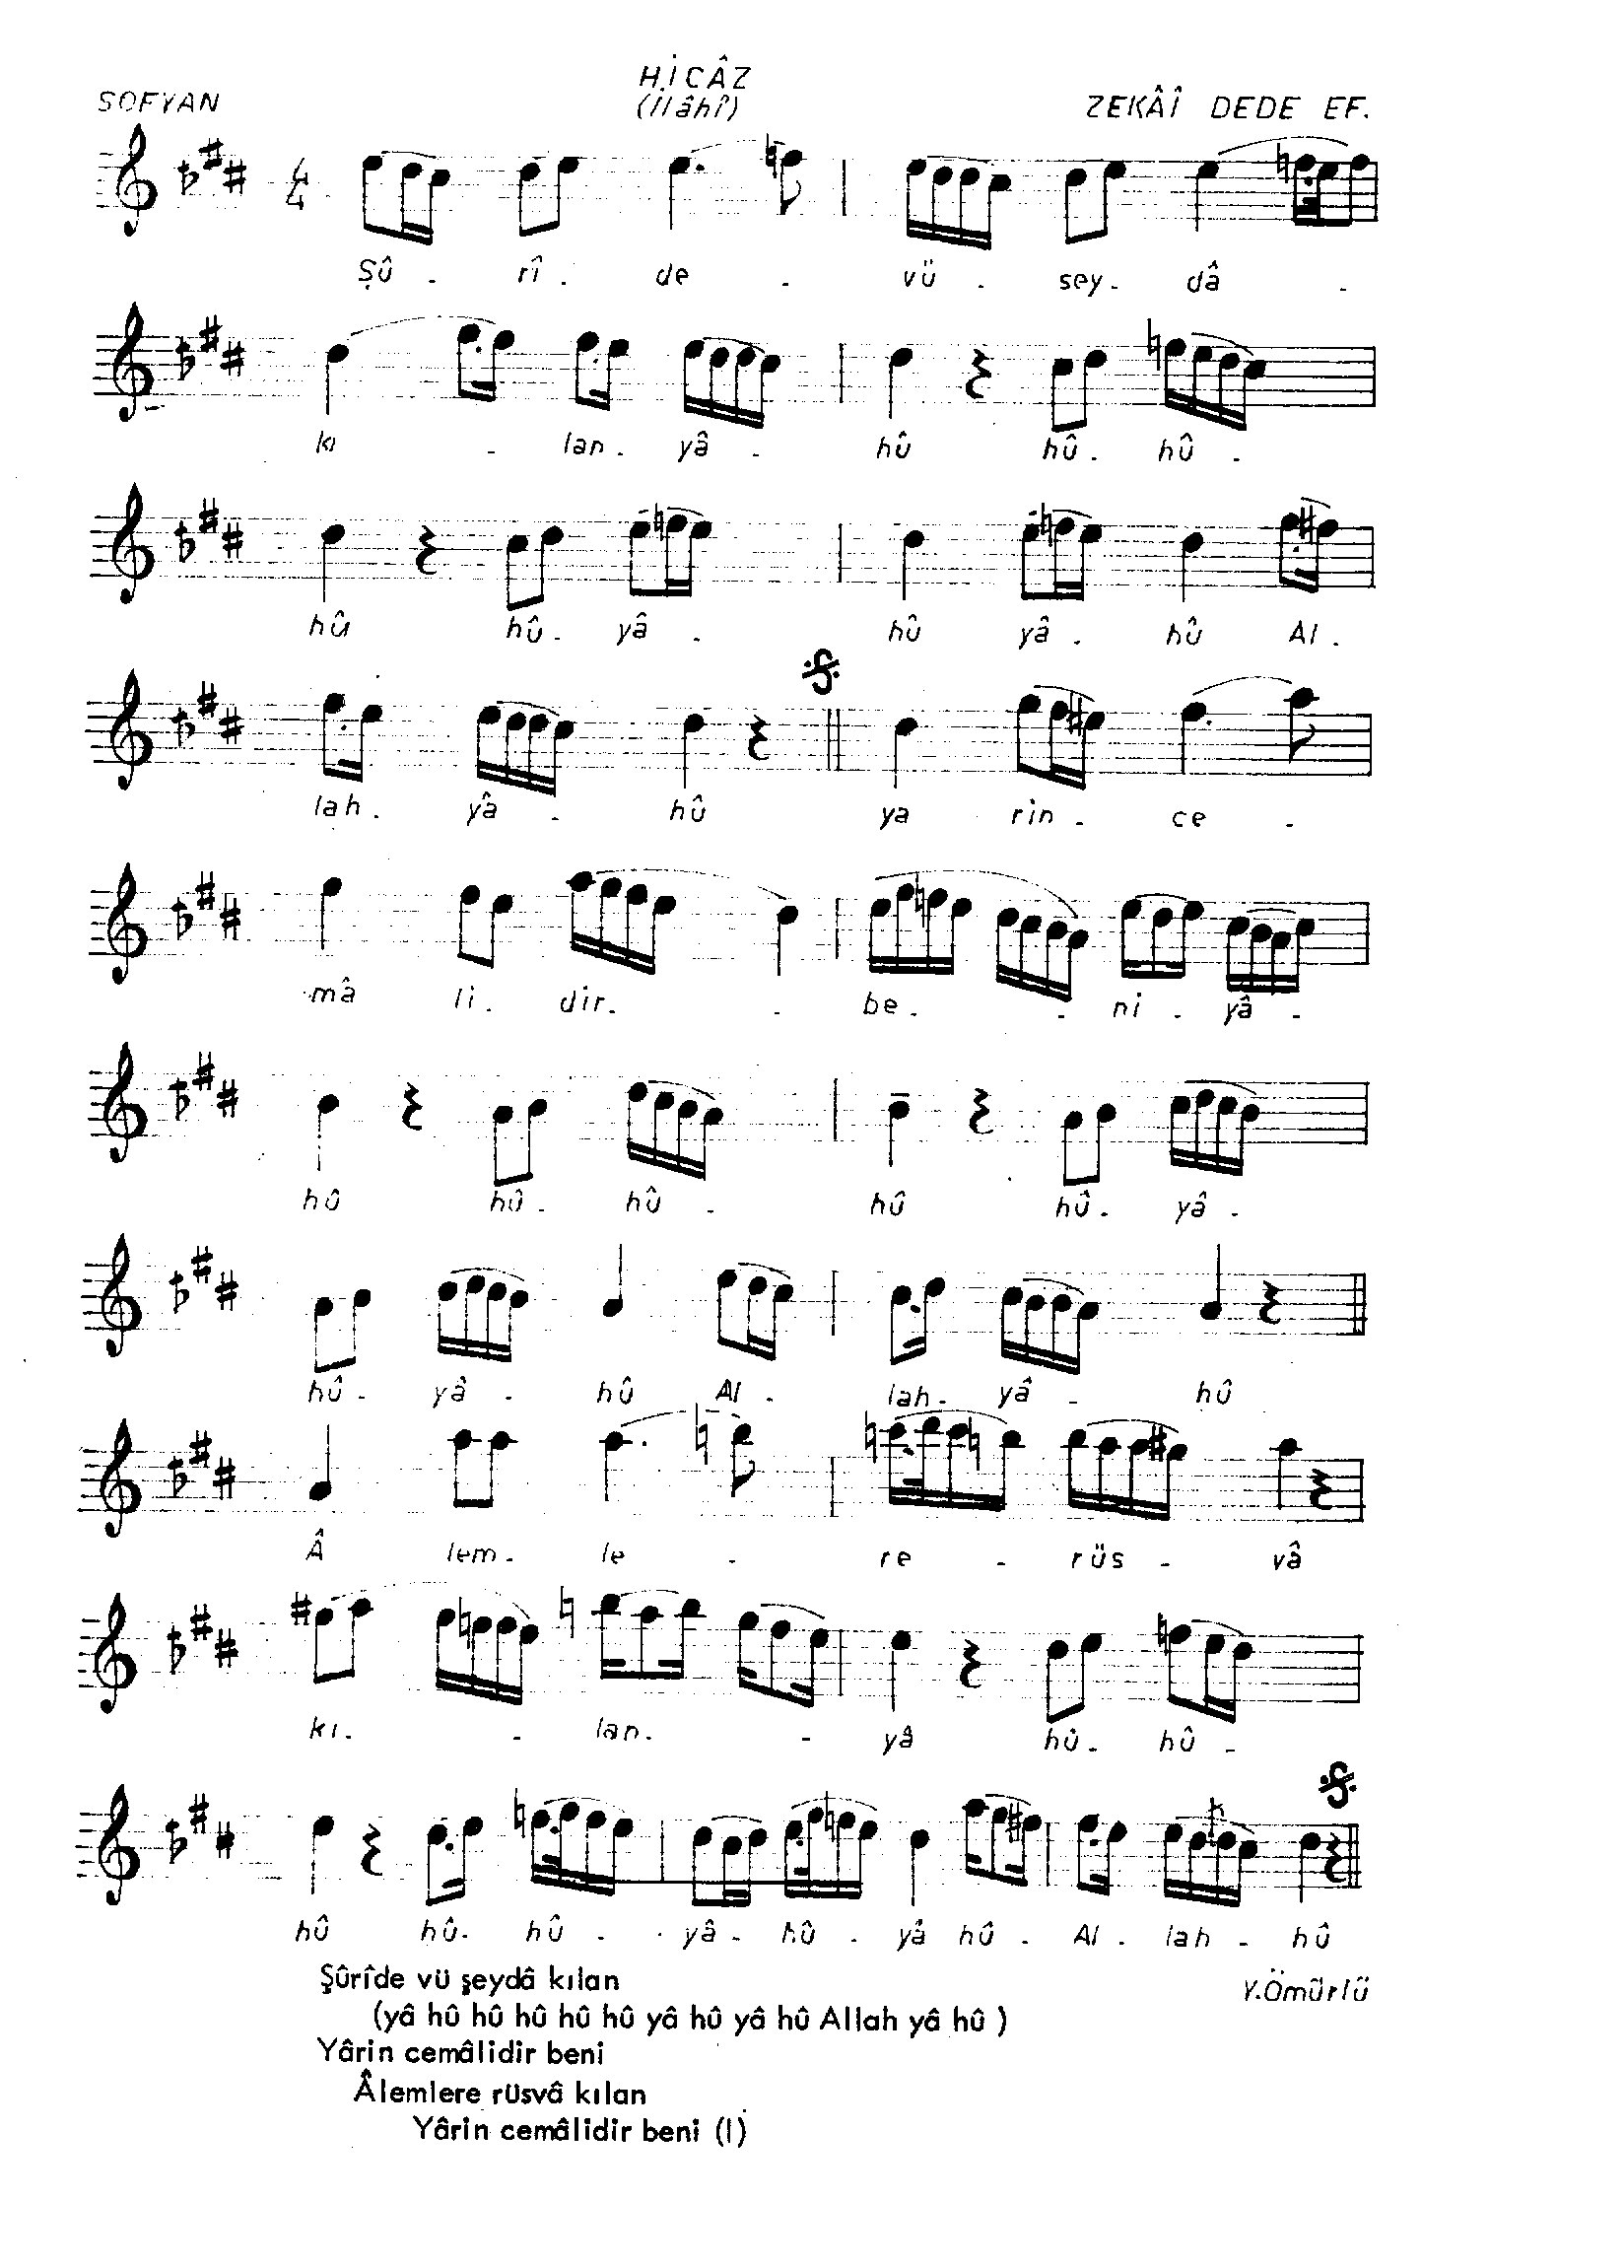 HİCÂZ
SOFYAN (İlâhî) ZEKÂÎ DEDE EF.
4/4
Şû - rî - de - vü - sey - dâ -
kı - lan - yâ - hû hû - hû -
hû hû - yâ - hû yâ - hû Al -
lah - yâ - hû ya rin - ce -
mâ li - dir - - be - - ni - yâ -
hû hû - hû - hû hû - yâ -
hû - yâ - hû Al - lah - yâ - hû
Â lem - le - re - rüs - vâ
kı - - lan - - yâ hû - hû -
hû hû - hû - yâ - hû - yâ hû - Al - lah - hû
Şûrîde vü şeydâ kılan
Y.Ömürlü
(yâ hû hû hû hû hû yâ hû yâ hû Allah yâ hû )
Yârin cemâlidir beni
Âlemlere rüsvâ kılan
Yârin cemâlidir beni (I)